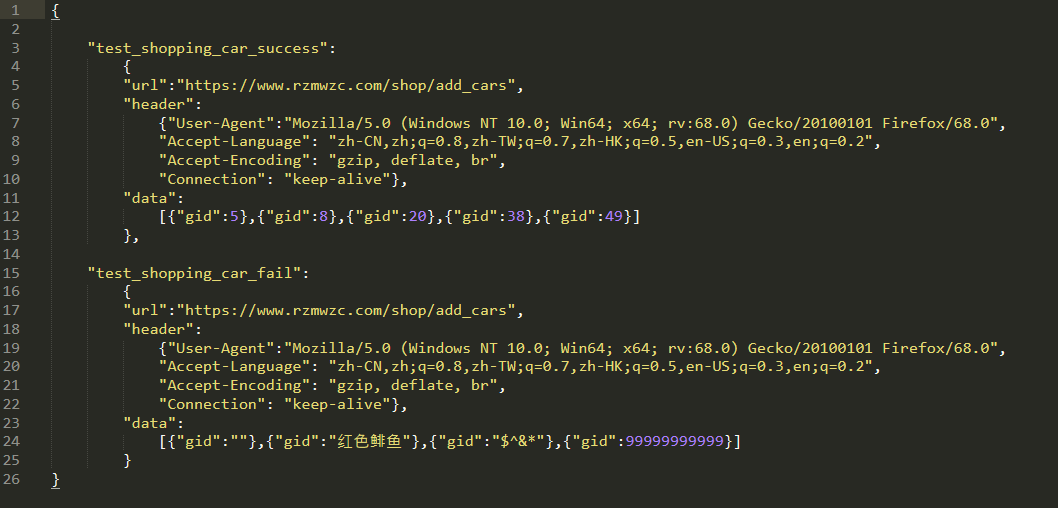 1 {
2
3 "test_shopping_car_success":
4 {
5 "url":"https://www.rzmwzc.com/shop/add_cars",
6 "header":
7 {"User-Agent":"Mozilla/5.0 (Windows NT 10.0; Win64; x64; rv:68.0) Gecko/20100101 Firefox/68.0",
8 "Accept-Language": "zh-CN,zh;q=0.8,zh-TW;q=0.7,zh-HK;q=0.5,en-US;q=0.3,en;q=0.2",
9 "Accept-Encoding": "gzip, deflate, br",
10 "Connection": "keep-alive"},
11 "data":
12 [{"gid":5},{"gid":8},{"gid":20},{"gid":38},{"gid":49}]
13 },
14
15 "test_shopping_car_fail":
16 {
17 "url":"https://www.rzmwzc.com/shop/add_cars",
18 "header":
19 {"User-Agent":"Mozilla/5.0 (Windows NT 10.0; Win64; x64; rv:68.0) Gecko/20100101 Firefox/68.0",
20 "Accept-Language": "zh-CN,zh;q=0.8,zh-TW;q=0.7,zh-HK;q=0.5,en-US;q=0.3,en;q=0.2",
21 "Accept-Encoding": "gzip, deflate, br",
22 "Connection": "keep-alive"},
23 "data":
24 [{"gid":""},{"gid":"红色鲱鱼"},{"gid":"$^&*"},{"gid":99999999999}]
25 }
26 }